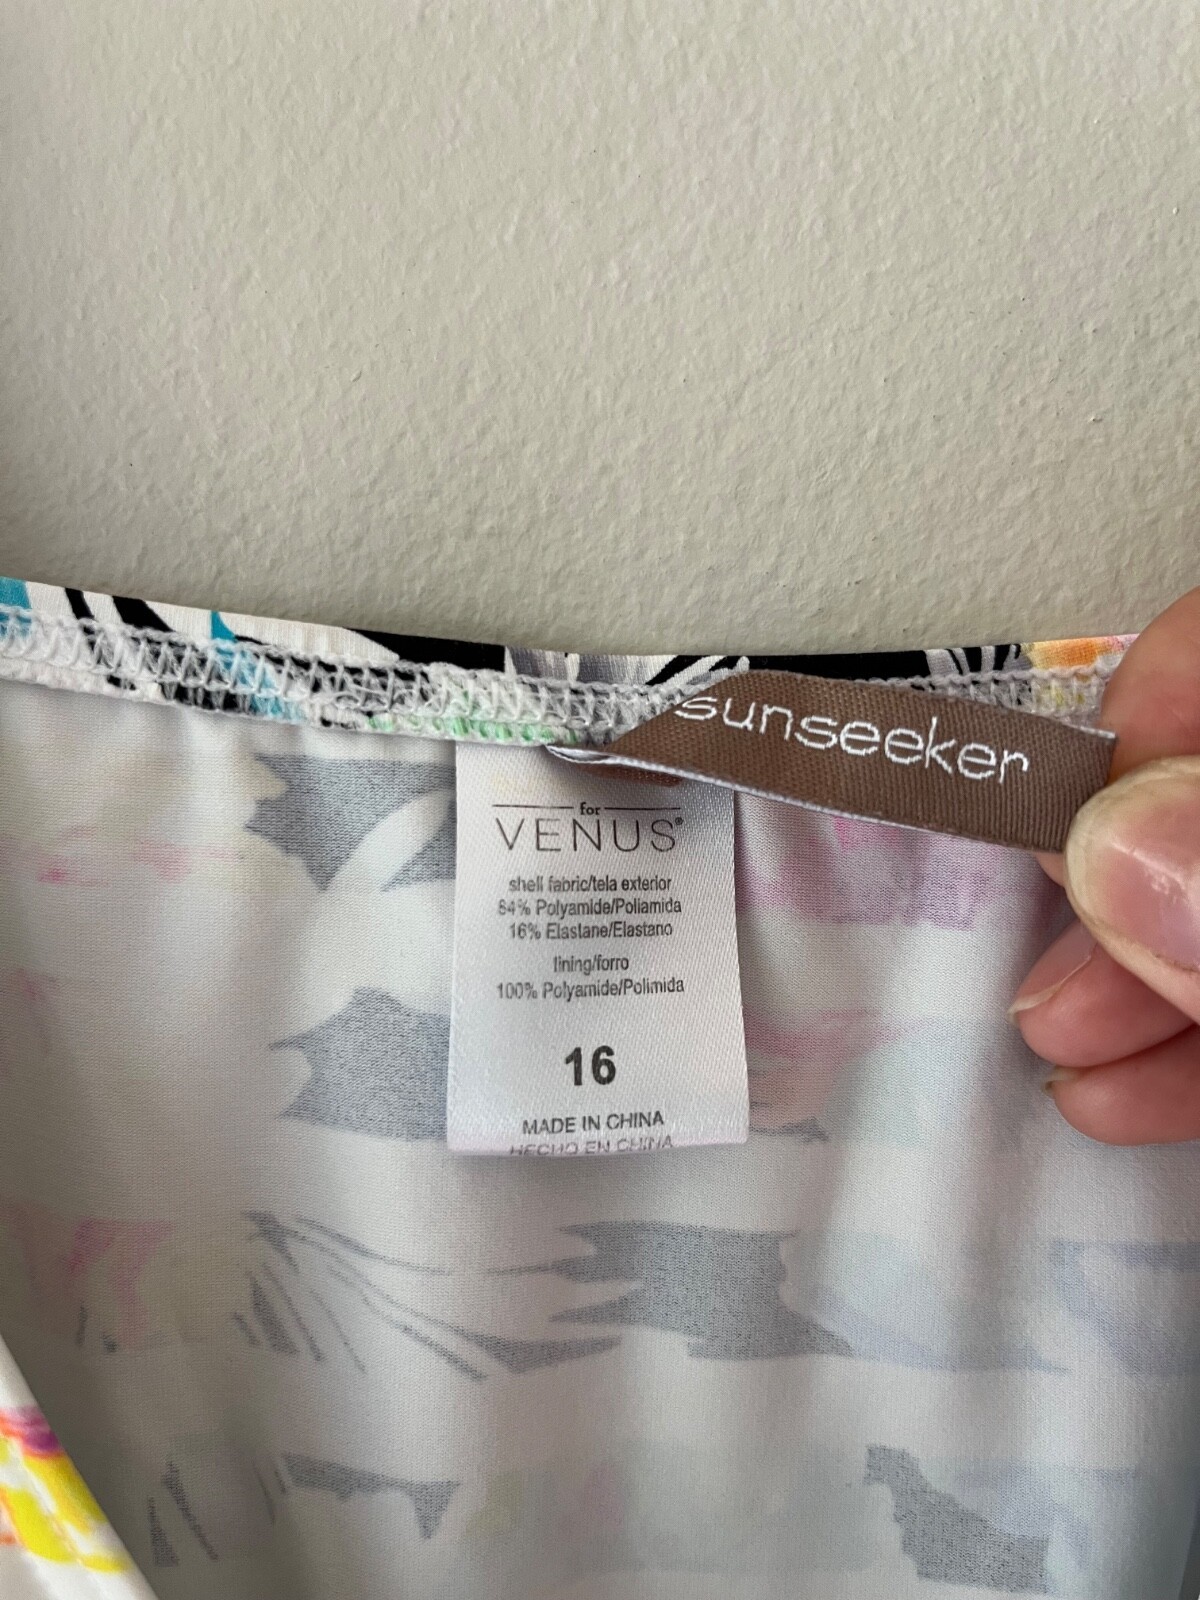 sunseeker
for
VENUS®
shell fabric/tela exterior
84% Polyamide/Poliamida
16% Elastane/Elastano
lining/forro
100% Polyamide/Polimida
16
MADE IN CHINA
HECHO EN CHINA